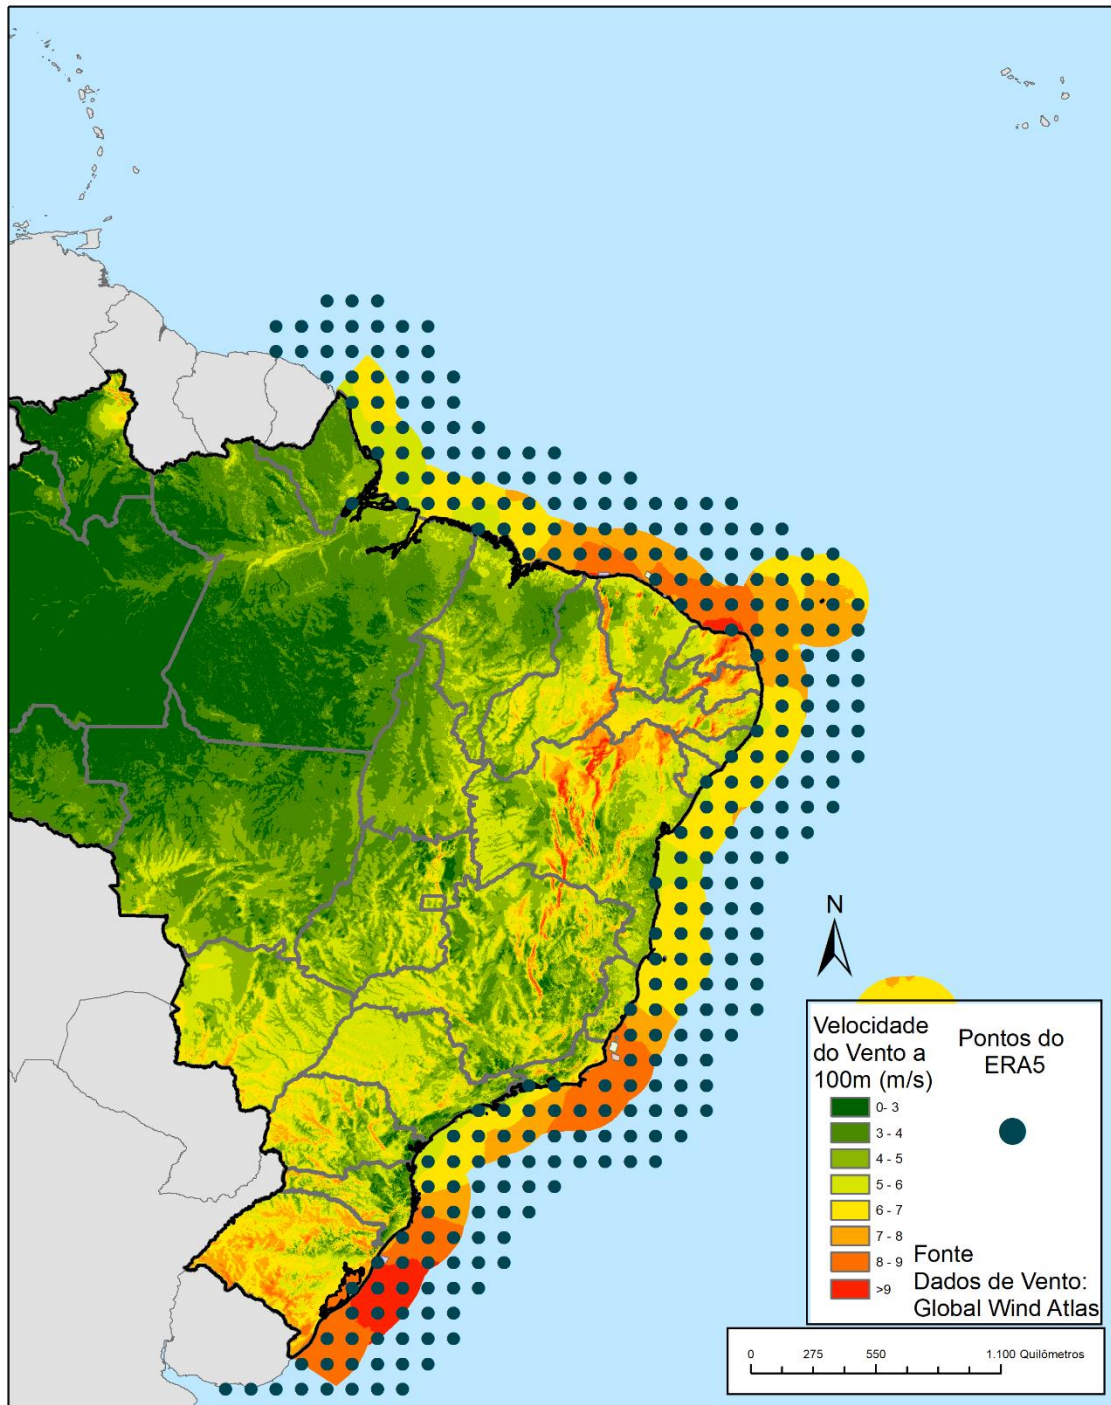 N
Velocidade
do Vento a
100m (m/s)
0- 3
3 - 4
4 - 5
5 - 6
6 - 7
7 - 8
8 - 9
>9
Pontos do
ERA5
Fonte
Dados de Vento:
Global Wind Atlas
0 275 550 1.100 Quilômetros